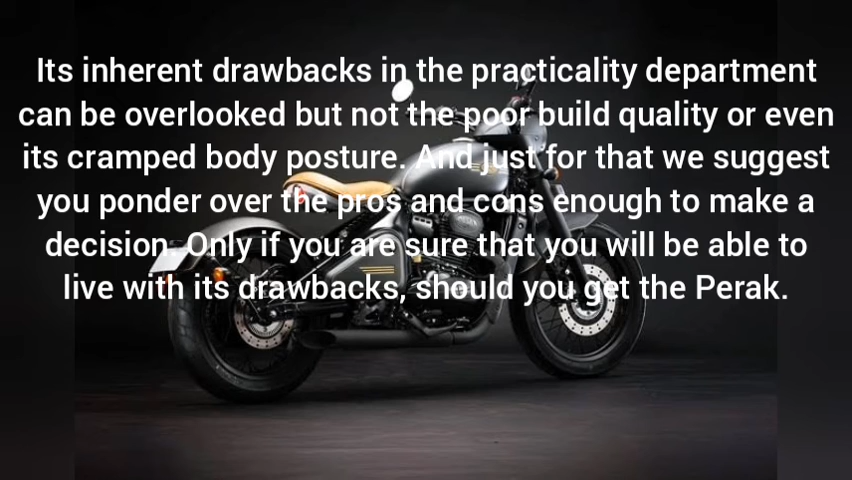 Its inherent drawbacks in the practicality department
can be overlooked but not the poor build quality or even
its cramped body posture. And just for that we suggest
you ponder over the pros and cons enough to make a
decision. Only if you are sure that you will be able to
live with its drawbacks, should you get the Perak.